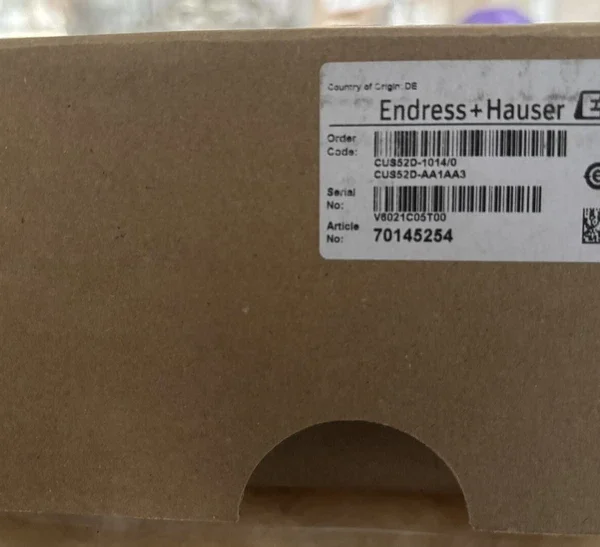 Country of Origin: DE
Endress+Hauser
Order Code:
CUS52D-1014/0
CUS52D-AA1AA3
Serial No:
V6021C05T00
Article No: 70145254